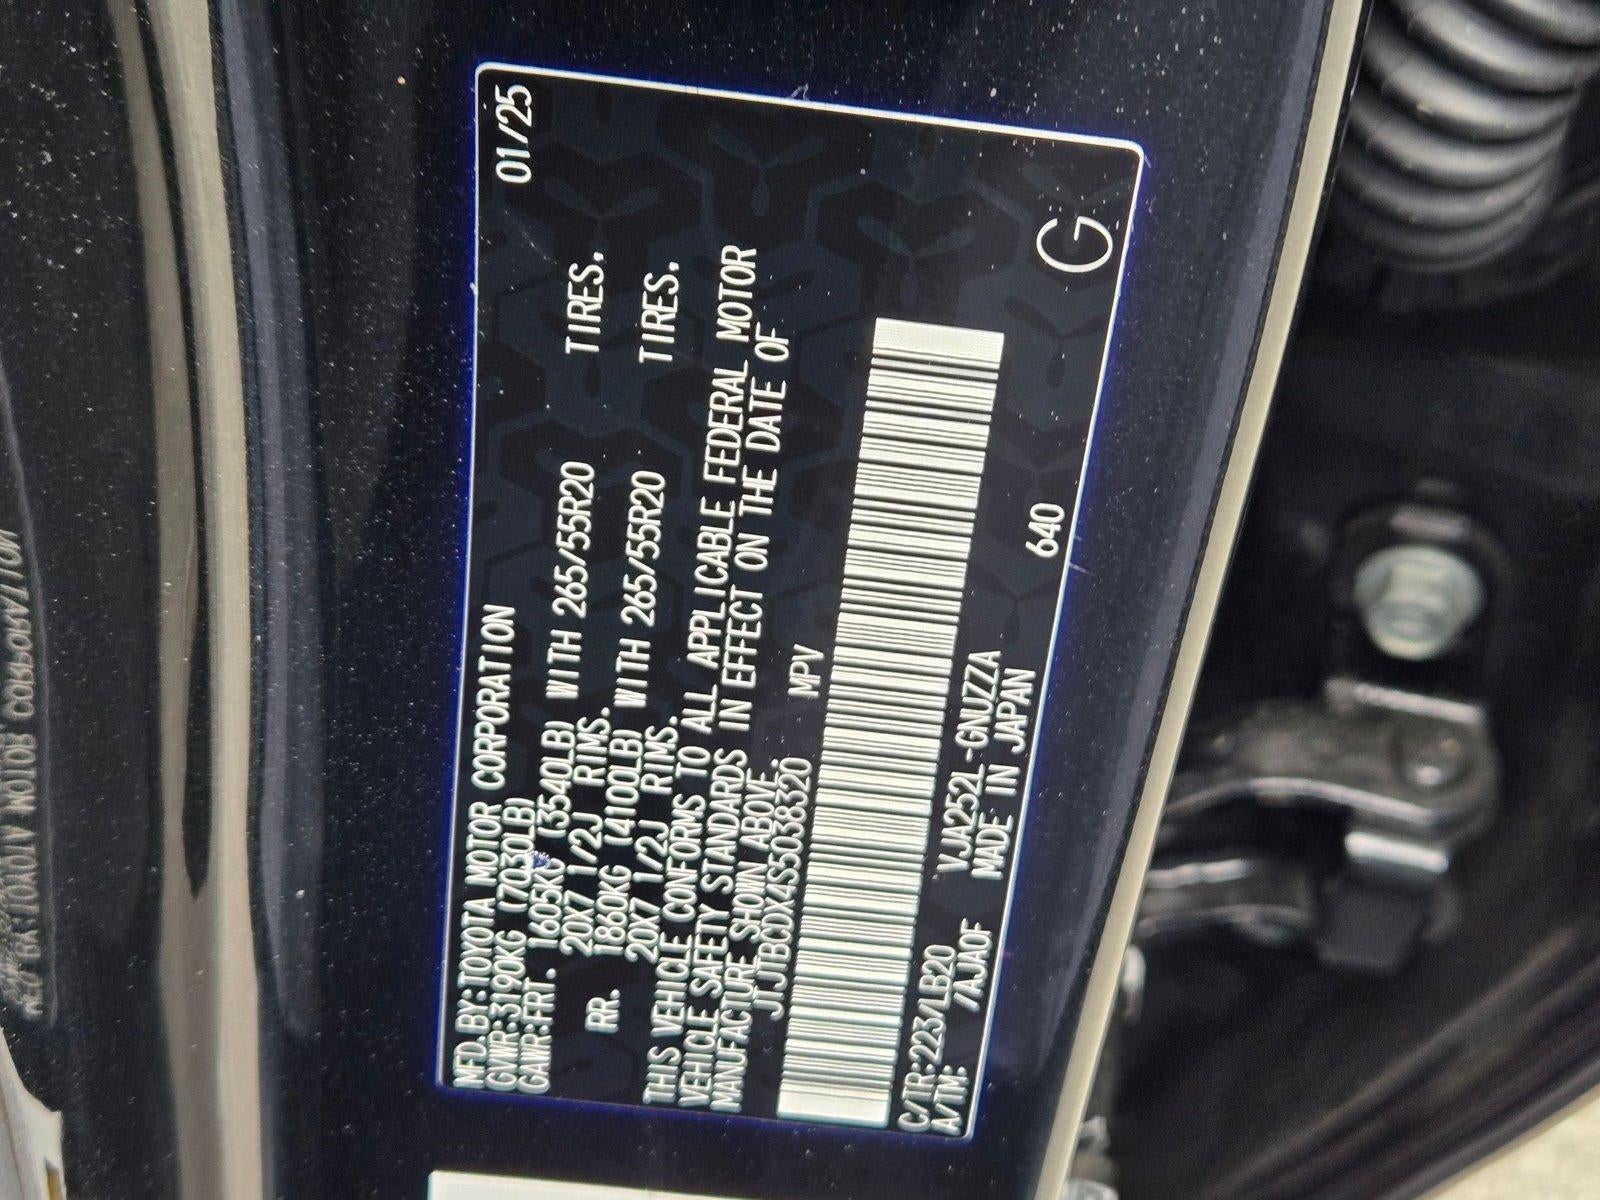 MFD.BY:TOYOTA MOTOR CORPORATION 01/25
GVWR:3190KG (7030LB)
GAWR:FRT. 1605KG (3540LB) WITH 265/55R20 TIRES.
20X7 1/2J RIMS.
RR. 1860KG (4100LB) WITH 265/55R20 TIRES.
20X7 1/2J RIMS.
THIS VEHICLE CONFORMS TO ALL APPLICABLE FEDERAL MOTOR
VEHICLE SAFETY STANDARDS IN EFFECT ON THE DATE OF
MANUFACTURE SHOWN ABOVE.
JTJTBCDX4S5038320 MPV
C/TR:223/LB20 VJA252L-GNUZZA
A/TM: /AJA0F MADE IN JAPAN 640 G